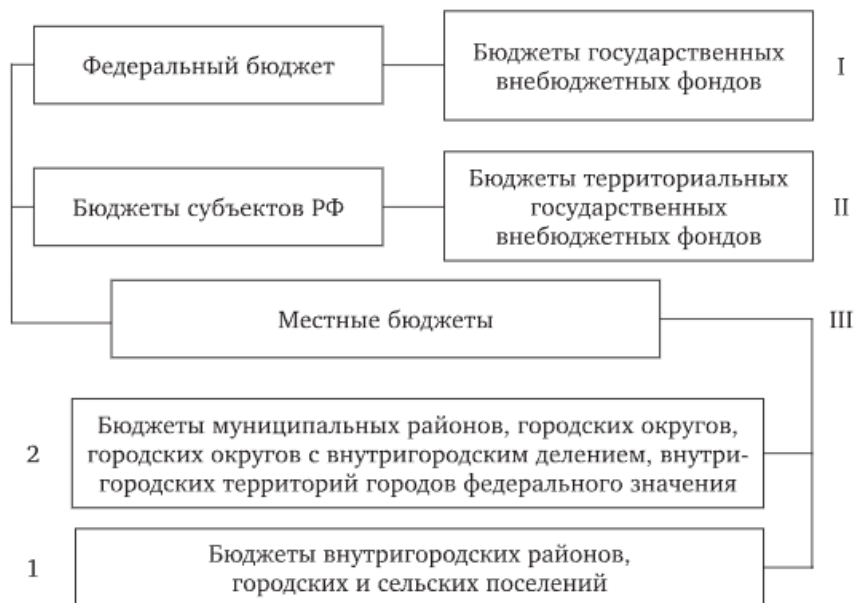 Федеральный бюджет
Бюджеты государственных
внебюджетных фондов
I
Бюджеты субъектов РФ
Бюджеты территориальных
государственных
внебюджетных фондов
II
Местные бюджеты
III
2
Бюджеты муниципальных районов, городских округов,
городских округов с внутригородским делением, внутри-
городских территорий городов федерального значения
1
Бюджеты внутригородских районов,
городских и сельских поселений